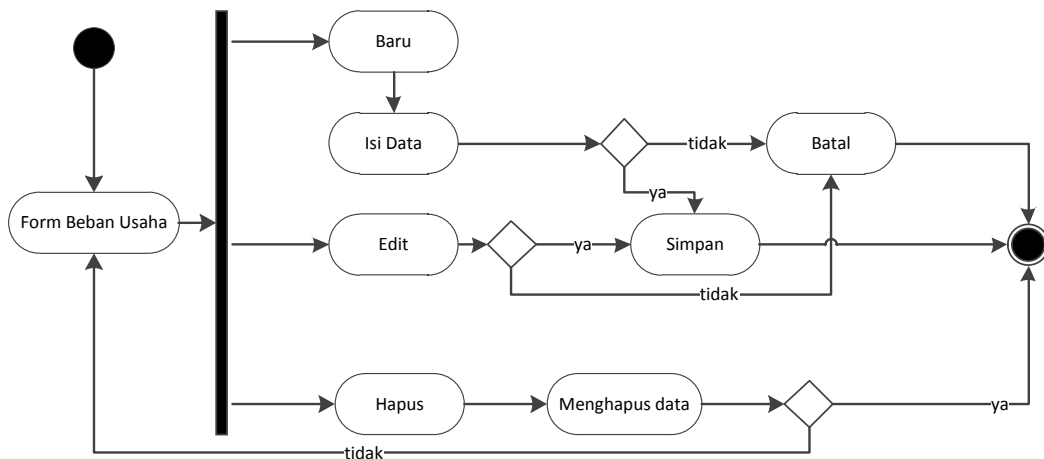 Baru
Isi Data
tidak
Batal
ya
Form Beban Usaha
Edit
ya
Simpan
tidak
Hapus
Menghapus data
ya
tidak